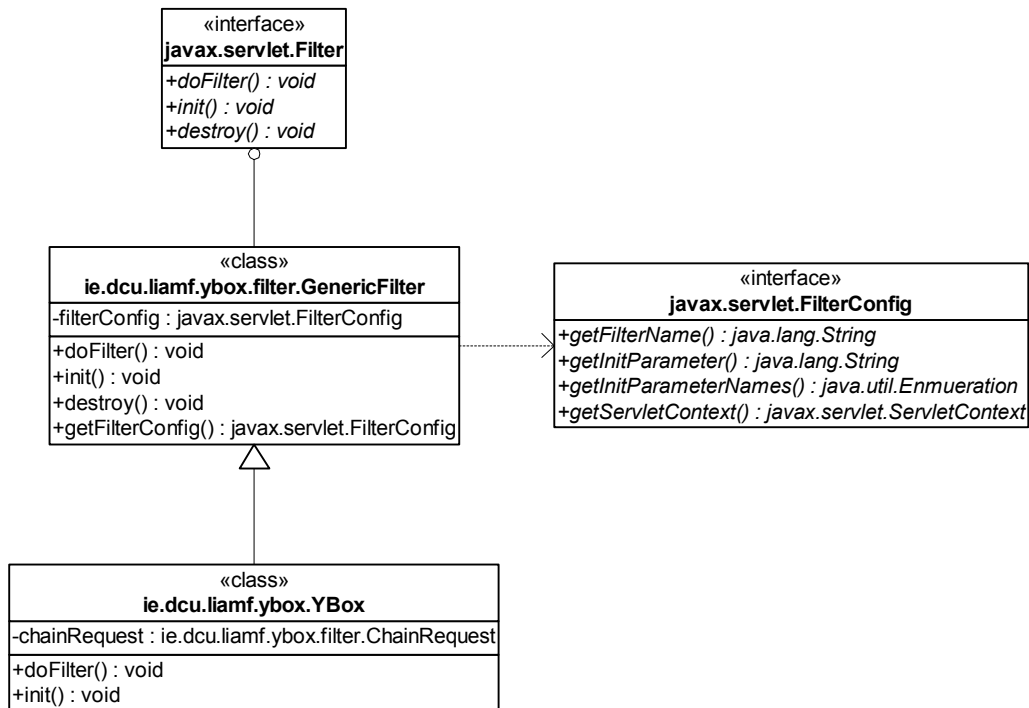 «interface»
javax.servlet.Filter
+doFilter() : void
+init() : void
+destroy() : void
«class»
ie.dcu.liamf.ybox.filter.GenericFilter
-filterConfig : javax.servlet.FilterConfig
+doFilter() : void
+init() : void
+destroy() : void
+getFilterConfig() : javax.servlet.FilterConfig
«interface»
javax.servlet.FilterConfig
+getFilterName() : java.lang.String
+getInitParameter() : java.lang.String
+getInitParameterNames() : java.util.Enmueration
+getServletContext() : javax.servlet.ServletContext
«class»
ie.dcu.liamf.ybox.YBox
-chainRequest : ie.dcu.liamf.ybox.filter.ChainRequest
+doFilter() : void
+init() : void